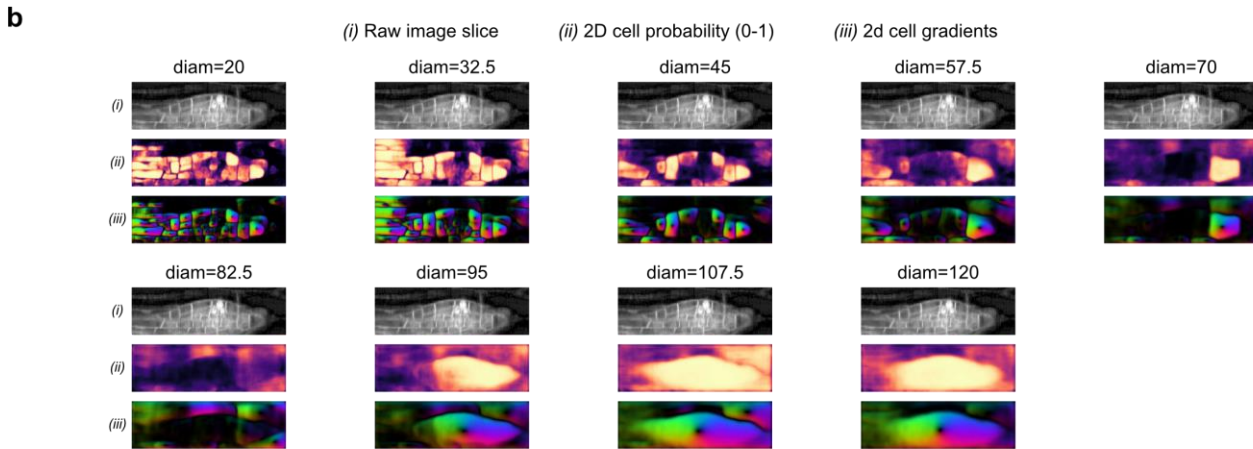 b
(i) Raw image slice (ii) 2D cell probability (0-1) (iii) 2d cell gradients
diam=20 diam=32.5 diam=45 diam=57.5 diam=70
(i)
(ii)
(iii)
diam=82.5 diam=95 diam=107.5 diam=120
(i)
(ii)
(iii)